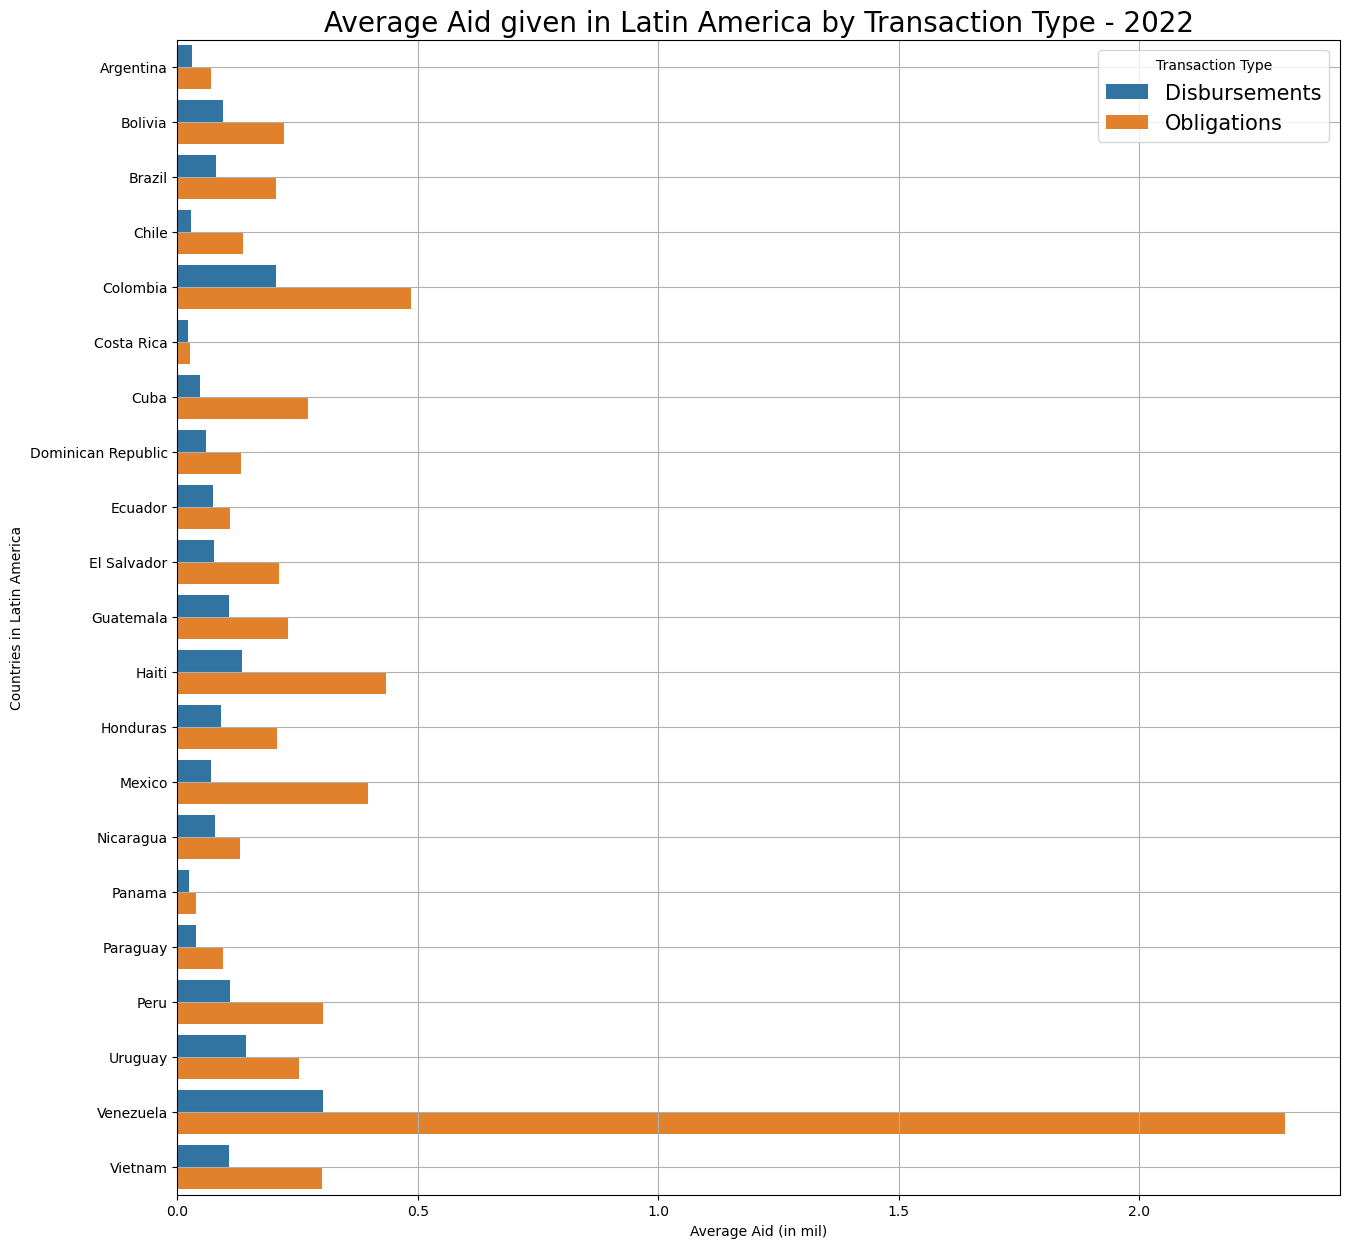 Average Aid given in Latin America by Transaction Type - 2022
Transaction Type
Disbursements
Obligations
Countries in Latin America
Argentina
Bolivia
Brazil
Chile
Colombia
Costa Rica
Cuba
Dominican Republic
Ecuador
El Salvador
Guatemala
Haiti
Honduras
Mexico
Nicaragua
Panama
Paraguay
Peru
Uruguay
Venezuela
Vietnam
0.0 0.5 1.0 1.5 2.0
Average Aid (in mil)